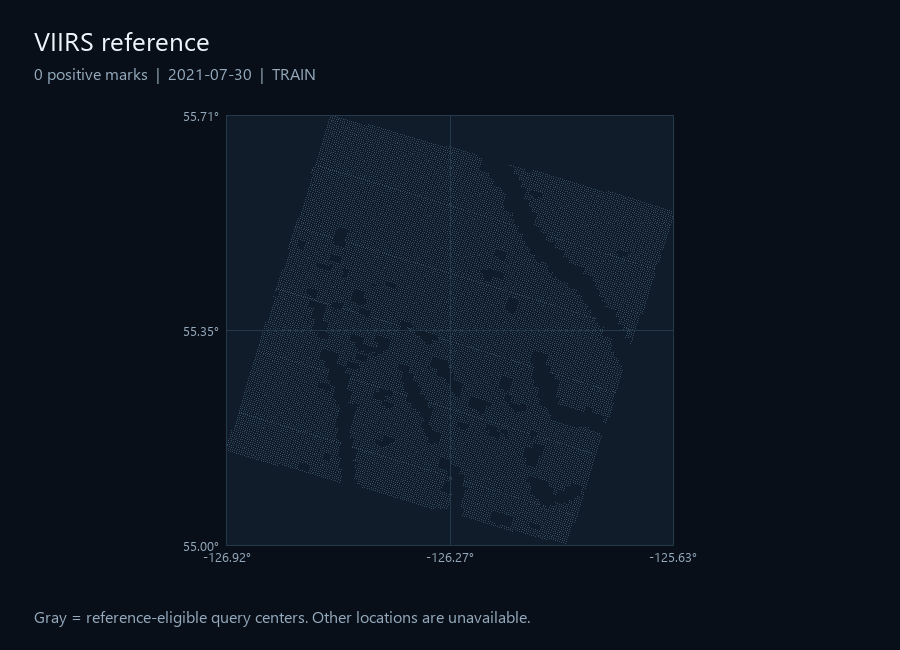 VIIRS reference
0 positive marks  |  2021-07-30  |  TRAIN
55.71°
55.35°
55.00°
-126.92°
-126.27°
-125.63°
Gray = reference-eligible query centers. Other locations are unavailable.